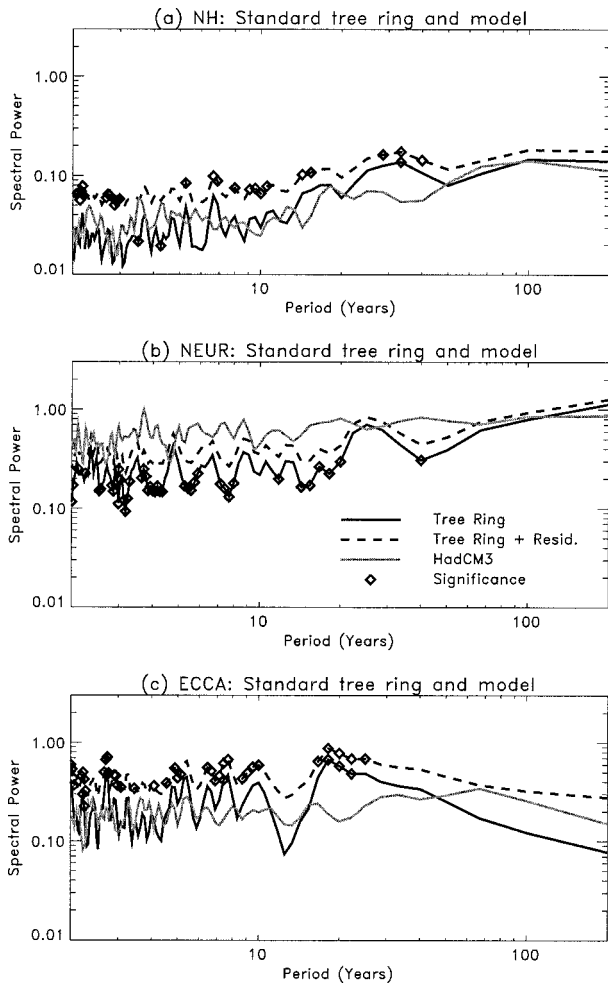 (a) NH: Standard tree ring and model
1.00
0.10
0.01
Spectral Power
10
100
Period (Years)
(b) NEUR: Standard tree ring and model
1.00
0.10
0.01
Spectral Power
Tree Ring
Tree Ring + Resid.
HadCM3
Significance
10
100
Period (Years)
(c) ECCA: Standard tree ring and model
1.00
0.10
0.01
Spectral Power
10
100
Period (Years)